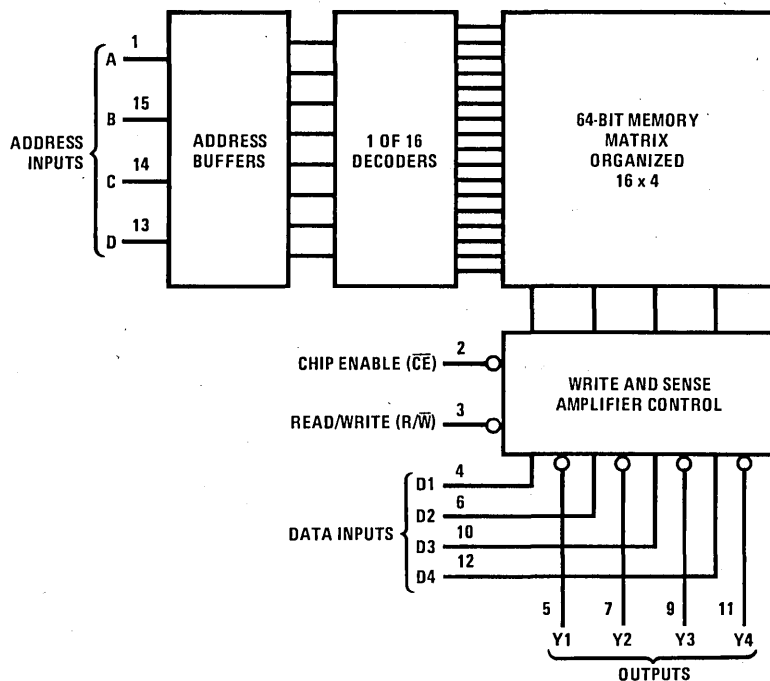 ADDRESS
INPUTS
A
1
B
15
C
14
D
13
ADDRESS
BUFFERS
1 OF 16
DECODERS
64-BIT MEMORY
MATRIX
ORGANIZED
16 x 4
CHIP ENABLE (C̅E̅)
2
READ/WRITE (R/W̅)
3
WRITE AND SENSE
AMPLIFIER CONTROL
DATA INPUTS
D1
4
D2
6
D3
10
D4
12
5
7
9
11
Y1
Y2
Y3
Y4
OUTPUTS